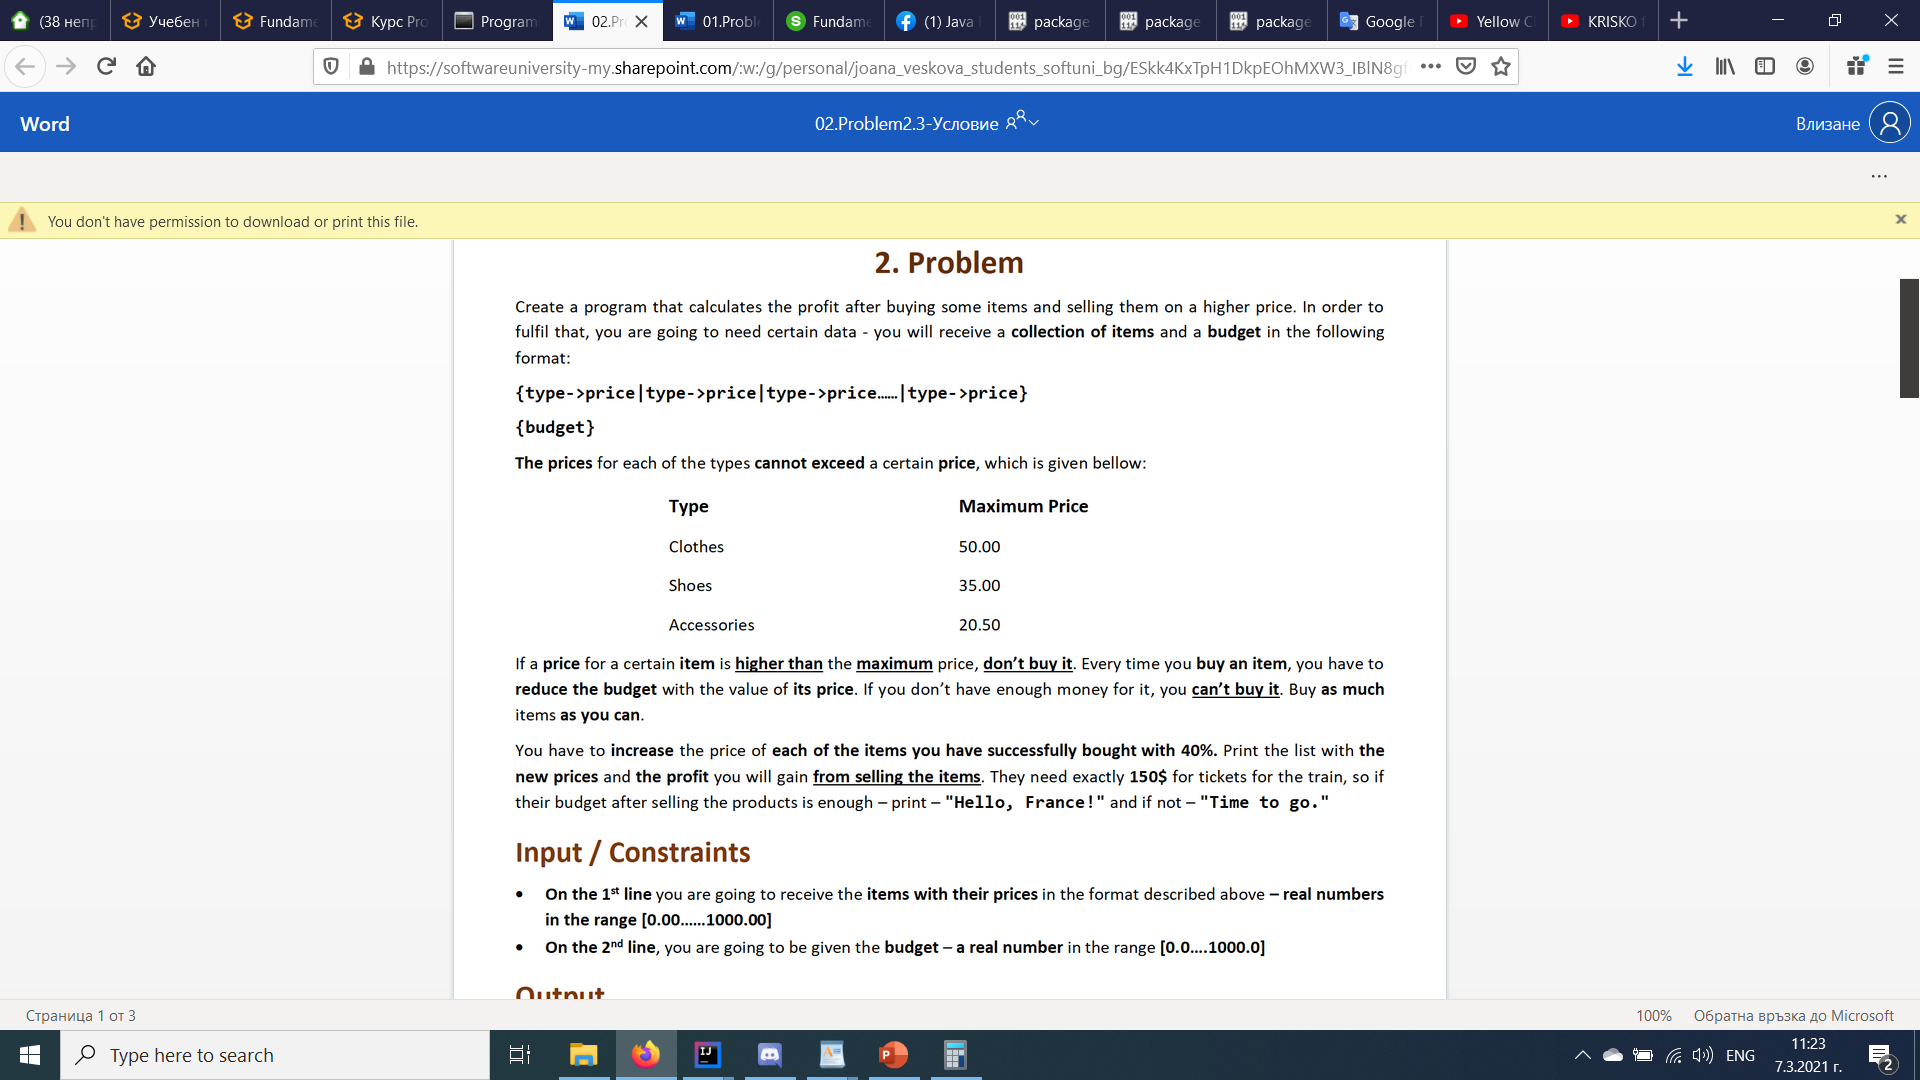 (38 непр
Учебен
Fundame
Курс Pro
Program
02.Pr
01.Probl
Fundame
(1) Java
package
package
package
Google
Yellow C
KRISKO
https://softwareuniversity-my.sharepoint.com/:w:/g/personal/joana_veskova_students_softuni_bg/ESkk4KxTpH1DkpEOhMXW3_IBlN8gf
Word
02.Problem2.3-Условие
Влизане
You don't have permission to download or print this file.
2. Problem
Create a program that calculates the profit after buying some items and selling them on a higher price. In order to
fulfil that, you are going to need certain data - you will receive a collection of items and a budget in the following
format:
{type->price|type->price|type->price……|type->price}
{budget}
The prices for each of the types cannot exceed a certain price, which is given bellow:
Type Maximum Price
Clothes 50.00
Shoes 35.00
Accessories 20.50
If a price for a certain item is higher than the maximum price, don't buy it. Every time you buy an item, you have to
reduce the budget with the value of its price. If you don't have enough money for it, you can't buy it. Buy as much
items as you can.
You have to increase the price of each of the items you have successfully bought with 40%. Print the list with the
new prices and the profit you will gain from selling the items. They need exactly 150$ for tickets for the train, so if
their budget after selling the products is enough – print – "Hello, France!" and if not – "Time to go."
Input / Constraints
• On the 1st line you are going to receive the items with their prices in the format described above – real numbers
in the range [0.00……1000.00]
• On the 2nd line, you are going to be given the budget – a real number in the range [0.0….1000.0]
Output
Страница 1 от 3
100%
Обратна връзка до Microsoft
Type here to search
ENG
11:23
7.3.2021 г.
2